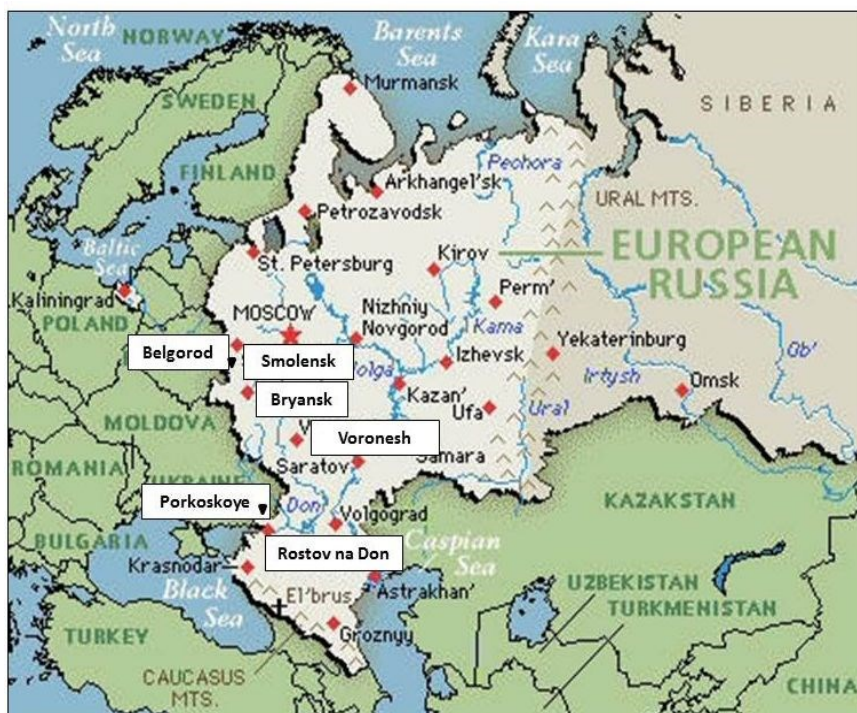 North
Sea
NORWAY
Barents
Sea
Kara
Sea
Murmansk
SIBERIA
SWEDEN
FINLAND
Pechora
Arkhangel'sk
URAL MTS.
Petrozavodsk
EUROPEAN
RUSSIA
Baltic
Sea
St. Petersburg
Kirov
Kaliningrad
MOSCOW
Nizhniy
Novgorod
Perm'
Kama
POLAND
Belgorod
Smolensk
olga
Izhevsk
Yekaterinburg
Ob'
Irtysh
Omsk
Bryansk
Kazan'
Ufa
Ural
MOLDOVA
V
Voronesh
Samara
ROMANIA
UKRAINE
Saratov
Porkoskoye
Don
Volgograd
KAZAKSTAN
BULGARIA
Rostov na Don
Caspian
Sea
Krasnodar
Black
Sea
El'brus
Astrakhan'
UZBEKISTAN
TURKMENISTAN
TURKEY
Groznyy
CAUCASUS
MTS.
CHINA